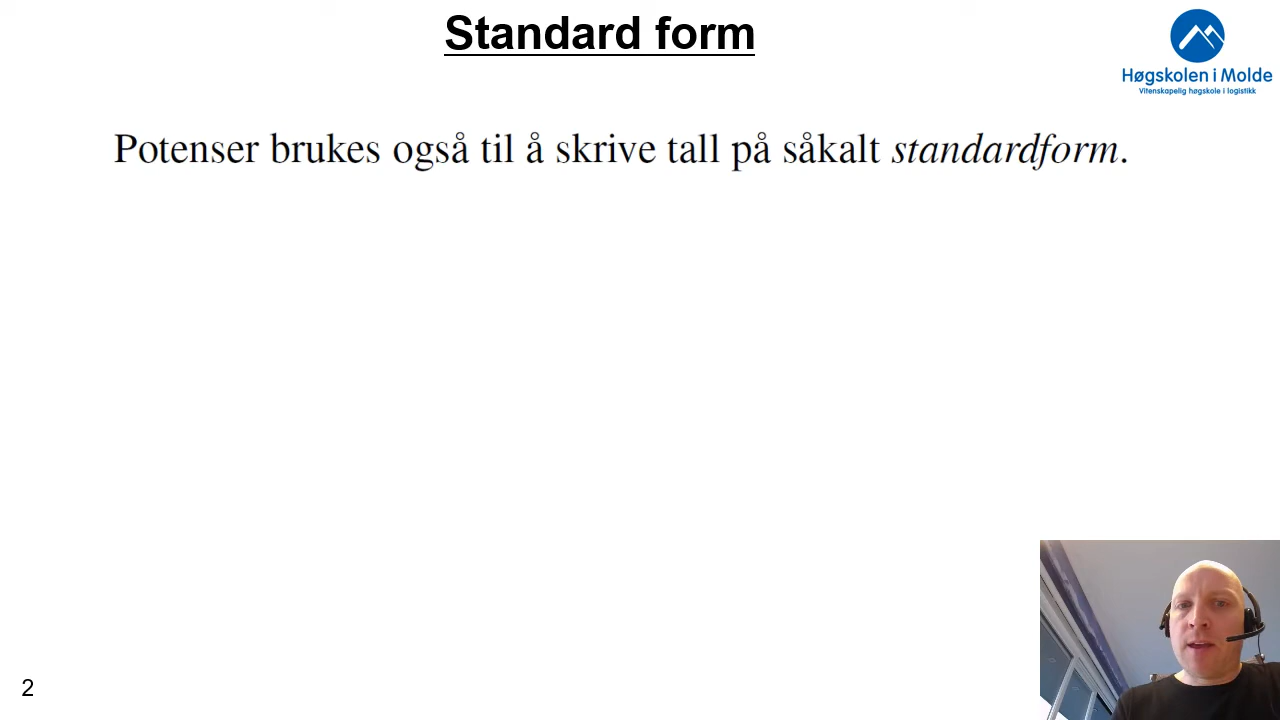 Standard form
Høgskolen i Molde
Vitenskapelig høgskole i logistikk
Potenser brukes også til å skrive tall på såkalt standardform.
2